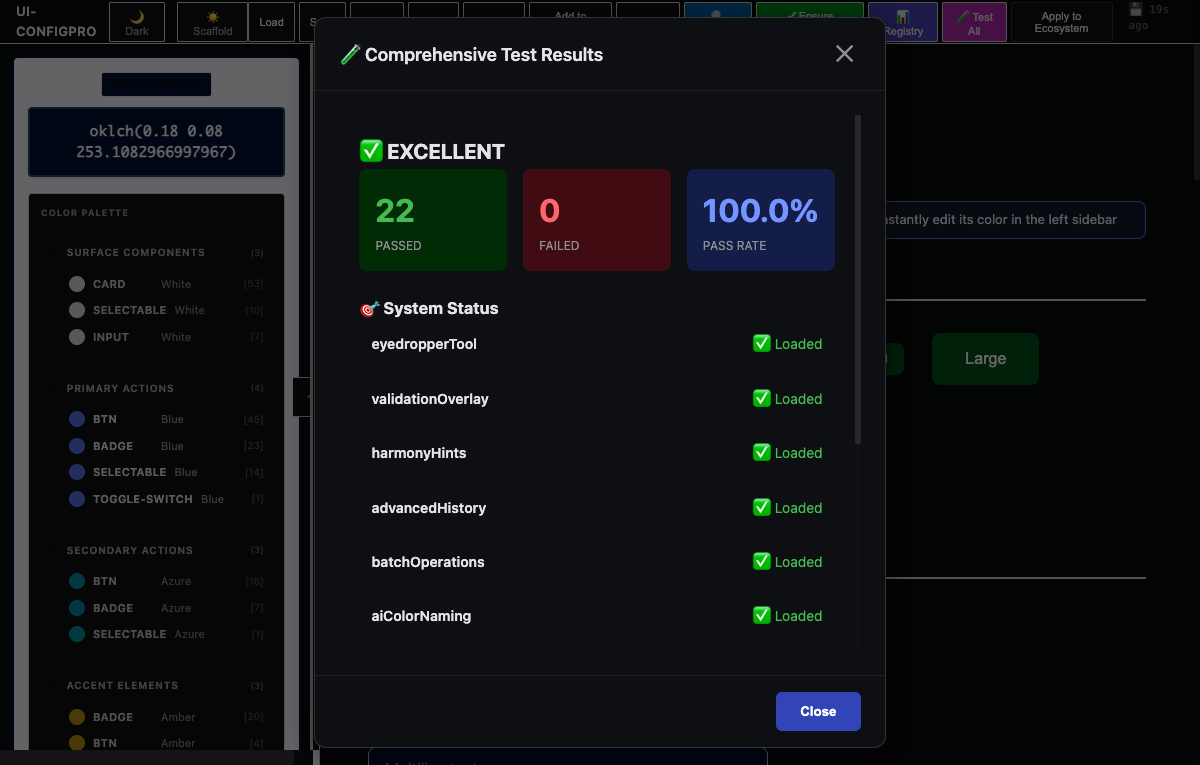 UI-
CONFIGPRO
🌙
Dark
☀️
Scaffold
Load
Add to
✓ Ensure
📊
Registry
🧪 Test
All
Apply to
Ecosystem
💾 19s
ago
🧪 Comprehensive Test Results
✅ EXCELLENT
22
PASSED
0
FAILED
100.0%
PASS RATE
🎯 System Status
eyedropperTool ✅ Loaded
validationOverlay ✅ Loaded
harmonyHints ✅ Loaded
advancedHistory ✅ Loaded
batchOperations ✅ Loaded
aiColorNaming ✅ Loaded
Close
oklch(0.18 0.08
253.1082966997967)
COLOR PALETTE
SURFACE COMPONENTS (3)
CARD White [53]
SELECTABLE White [10]
INPUT White [7]
PRIMARY ACTIONS (4)
BTN Blue [45]
BADGE Blue [23]
SELECTABLE Blue [14]
TOGGLE-SWITCH Blue [1]
SECONDARY ACTIONS (3)
BTN Azure [16]
BADGE Azure [7]
SELECTABLE Azure [1]
ACCENT ELEMENTS (3)
BADGE Amber [20]
BTN Amber [4]
stantly edit its color in the left sidebar
Large